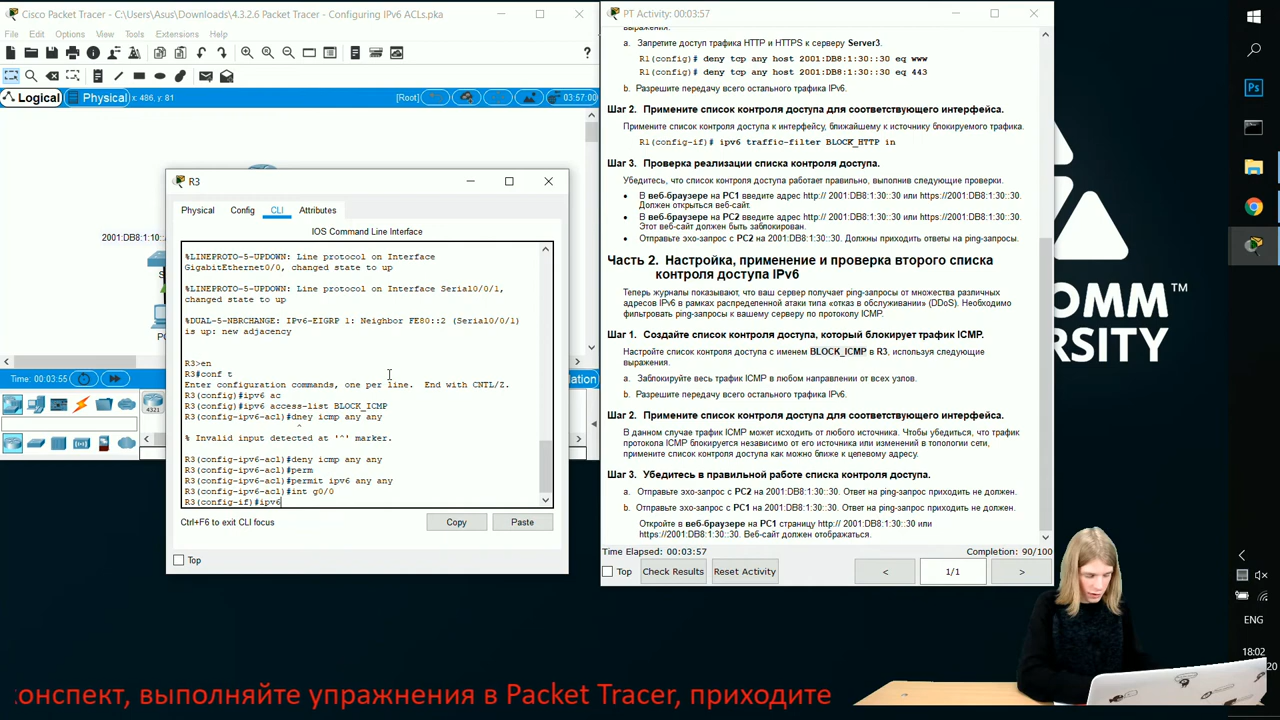 Cisco Packet Tracer - C:\Users\Asus\Downloads\4.3.2.6 Packet Tracer - Configuring IPv6 ACLs.pka
File Edit Options View Tools Extensions Help
Logical Physical x: 486, y: 81 [Root] 03:57:00
2001:DB8:1:10:
Time: 03:55
4321
R3
Physical Config CLI Attributes
IOS Command Line Interface
%LINEPROTO-5-UPDOWN: Line protocol on Interface
GigabitEthernet0/0, changed state to up
%LINEPROTO-5-UPDOWN: Line protocol on Interface Serial0/0/1,
changed state to up
%DUAL-5-NBRCHANGE: IPv6-EIGRP 1: Neighbor FE80::2 (Serial0/0/1)
is up: new adjacency
R3>en
R3#conf t
Enter configuration commands, one per line. End with CNTL/Z.
R3(config)#ipv6 ac
R3(config)#ipv6 access-list BLOCK_ICMP
R3(config-ipv6-acl)#dney icmp any any
^
% Invalid input detected at '^' marker.
R3(config-ipv6-acl)#deny icmp any any
R3(config-ipv6-acl)#perm
R3(config-ipv6-acl)#permit ipv6 any any
R3(config-ipv6-acl)#int g0/0
R3(config-if)#ipv6
Ctrl+F6 to exit CLI focus Copy Paste
Top
PT Activity: 00:03:57
выражения.
a. Запретите доступ трафика HTTP и HTTPS к серверу Server3.
R1(config)# deny tcp any host 2001:DB8:1:30::30 eq www
R1(config)# deny tcp any host 2001:DB8:1:30::30 eq 443
b. Разрешите передачу всего остального трафика IPv6.
Шаг 2. Примените список контроля доступа для соответствующего интерфейса.
Примените список контроля доступа к интерфейсу, ближайшему к источнику блокируемого трафика.
R1(config-if)# ipv6 traffic-filter BLOCK_HTTP in
Шаг 3. Проверка реализации списка контроля доступа.
Убедитесь, что список контроля доступа работает правильно, выполнив следующие проверки.
• В веб-браузере на PC1 введите адрес http:// 2001:DB8:1:30::30 или https://2001:DB8:1:30::30.
Должен открыться веб-сайт.
• В веб-браузере на PC2 введите адрес http:// 2001:DB8:1:30::30 или https://2001:DB8:1:30::30.
Этот веб-сайт должен быть заблокирован.
• Отправьте эхо-запрос с PC2 на 2001:DB8:1:30::30. Должны приходить ответы на ping-запросы.
Часть 2. Настройка, применение и проверка второго списка
контроля доступа IPv6
Теперь журналы показывают, что ваш сервер получает ping-запросы от множества различных
адресов IPv6 в рамках распределенной атаки типа «отказ в обслуживании» (DDoS). Необходимо
фильтровать ping-запросы к вашему серверу по протоколу ICMP.
Шаг 1. Создайте список контроля доступа, который блокирует трафик ICMP.
Настройте список контроля доступа с именем BLOCK_ICMP в R3, используя следующие
выражения.
a. Заблокируйте весь трафик ICMP в любом направлении от всех узлов.
b. Разрешите передачу всего остального трафика IPv6.
Шаг 2. Примените список контроля доступа для соответствующего интерфейса.
В данном случае трафик ICMP может исходить от любого источника. Чтобы убедиться, что трафик
протокола ICMP блокируется независимо от его источника или изменений в топологии сети,
примените список контроля доступа как можно ближе к целевому адресу.
Шаг 3. Убедитесь в правильной работе списка контроля доступа.
a. Отправьте эхо-запрос с PC2 на 2001:DB8:1:30::30. Ответ на ping-запрос приходить не должен.
b. Отправьте эхо-запрос с PC1 на 2001:DB8:1:30::30. Ответ на ping-запрос приходить не должен.
Откройте в веб-браузере на PC1 страницу http:// 2001:DB8:1:30::30 или
https://2001:DB8:1:30::30. Веб-сайт должен отображаться.
Time Elapsed: 00:03:57 Completion: 90/100
Top Check Results Reset Activity < 1/1 >
OMM™
RSITY
Ps
ENG
18:02
конспект, выполняйте упражнения в Packet Tracer, приходите